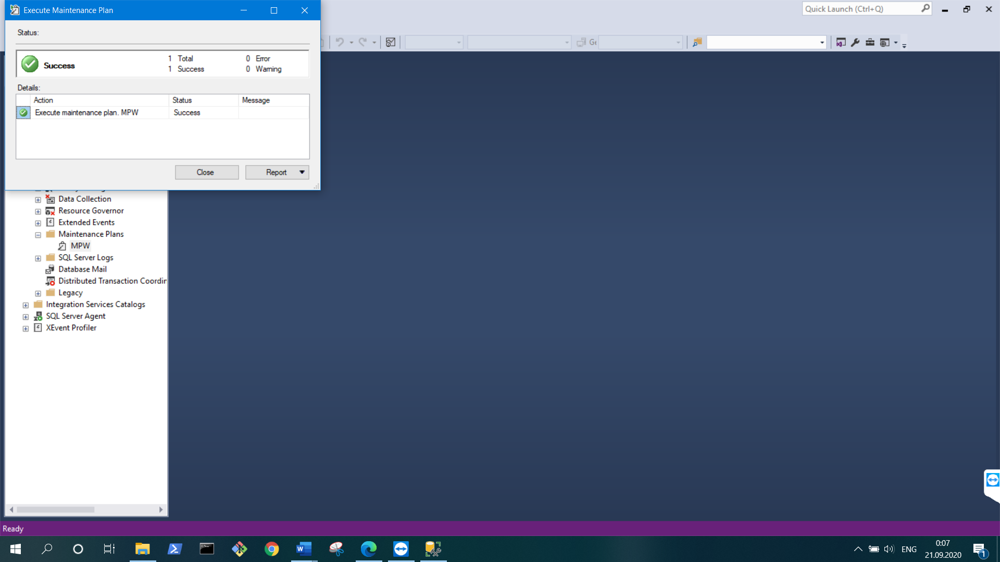 Execute Maintenance Plan
Quick Launch (Ctrl+Q)
Status:
Success
1 Total
0 Error
1 Success
0 Warning
Details:
Action Status Message
Execute maintenance plan. MPW Success
Close
Report
Data Collection
Resource Governor
Extended Events
Maintenance Plans
MPW
SQL Server Logs
Database Mail
Distributed Transaction Coordin
Legacy
Integration Services Catalogs
SQL Server Agent
XEvent Profiler
Ready
ENG
0:07
21.09.2020
1